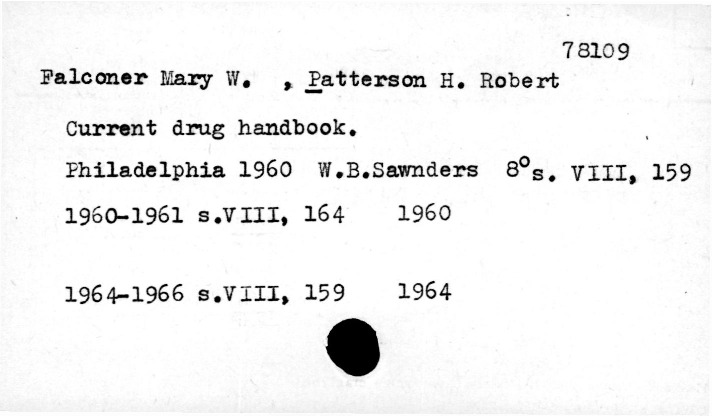 78109
Falconer Mary W. , Patterson H. Robert
Current drug handbook.
Philadelphia 1960 W.B.Sawnders 8° s. VIII, 159
1960-1961 s.VIII, 164 1960
1964-1966 s.VIII, 159 1964